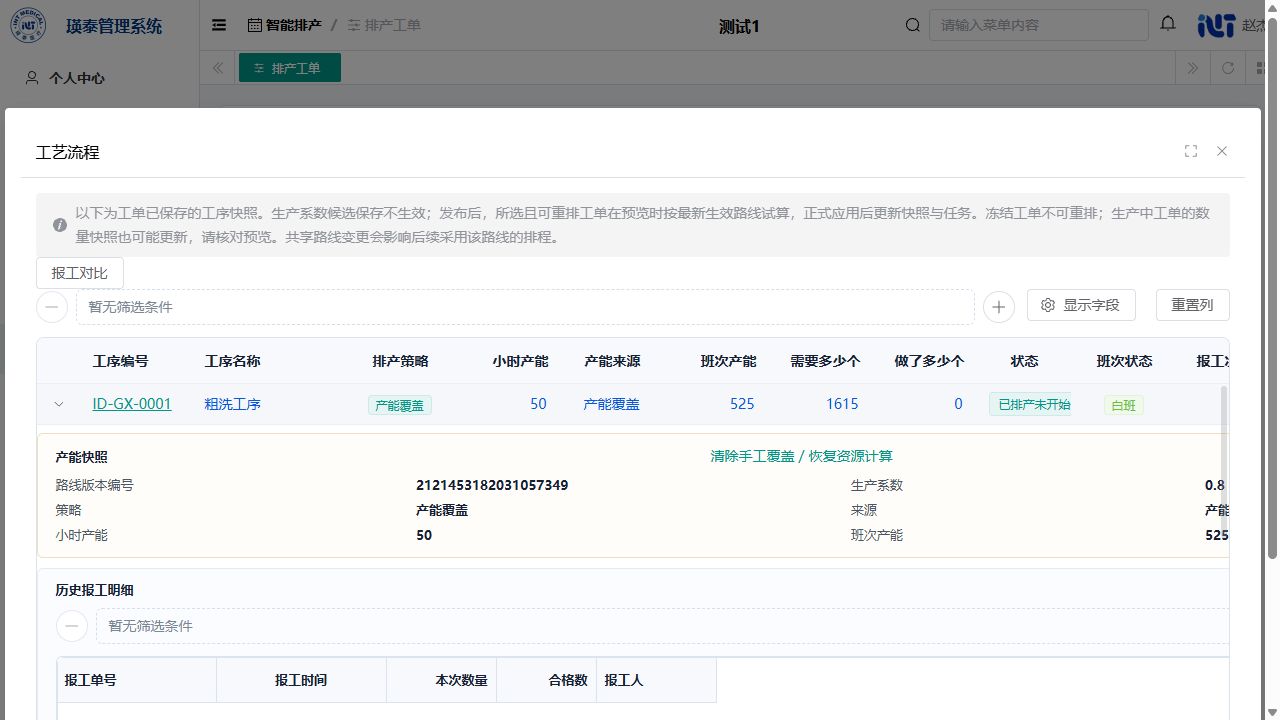 瑛泰管理系统
智能排产 / 排产工单
测试1
请输入菜单内容
赵杰
个人中心
排产工单
工艺流程
以下为工单已保存的工序快照。生产系数候选保存不生效；发布后，所选且可重排工单在预览时按最新生效路线试算，正式应用后更新快照与任务。冻结工单不可重排；生产中工单的数
量快照也可能更新，请核对预览。共享路线变更会影响后续采用该路线的排程。
报工对比
暂无筛选条件
显示字段
重置列
工序编号 工序名称 排产策略 小时产能 产能来源 班次产能 需要多少个 做了多少个 状态 班次状态 报工
ID-GX-0001 粗洗工序 产能覆盖 50 产能覆盖 525 1615 0 已排产未开始 白班
产能快照 清除手工覆盖 / 恢复资源计算
路线版本编号 2121453182031057349 生产系数 0.8
策略 产能覆盖 来源 产能
小时产能 50 班次产能 525
历史报工明细
暂无筛选条件
报工单号 报工时间 本次数量 合格数 报工人